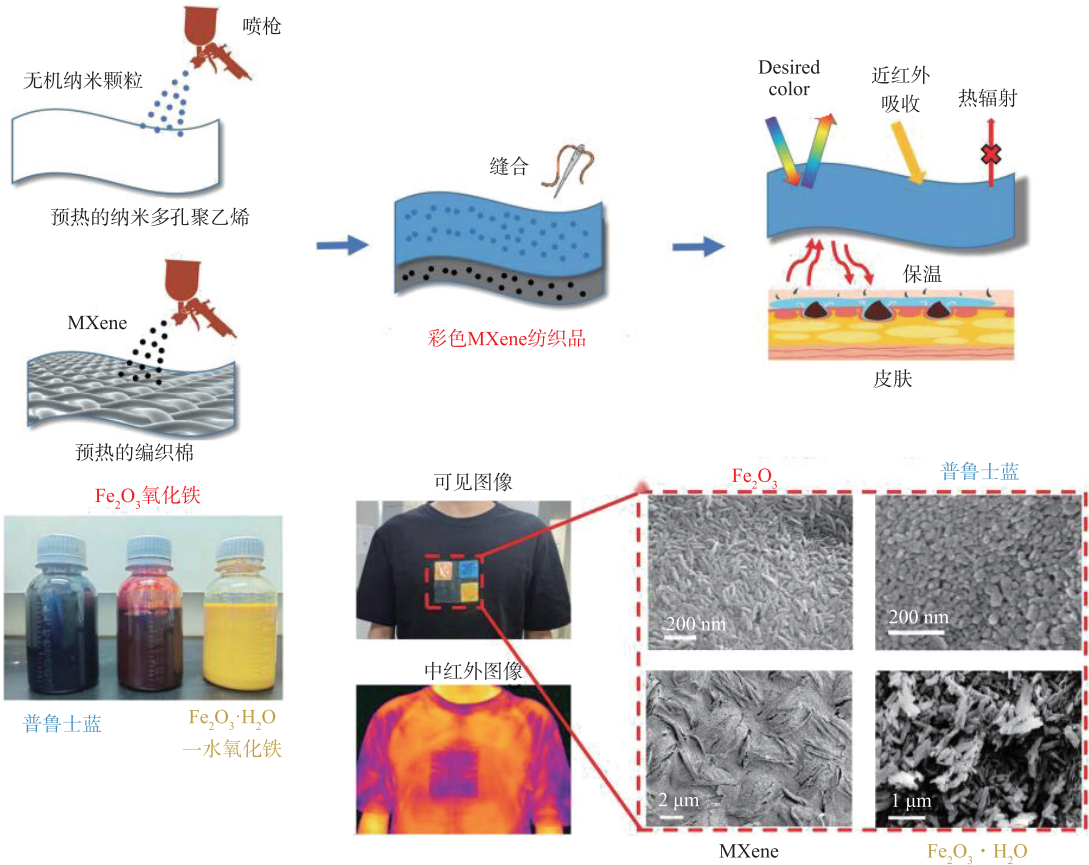 喷枪
无机纳米颗粒
预热的纳米多孔聚乙烯
MXene
预热的编织棉
缝合
彩色MXene纺织品
Desired
color
近红外
吸收
热辐射
保温
皮肤
Fe₂O₃氧化铁
普鲁士蓝
Fe₂O₃·H₂O
一水氧化铁
可见图像
中红外图像
Fe₂O₃
普鲁士蓝
200 nm
200 nm
2 μm
1 μm
MXene
Fe₂O₃·H₂O